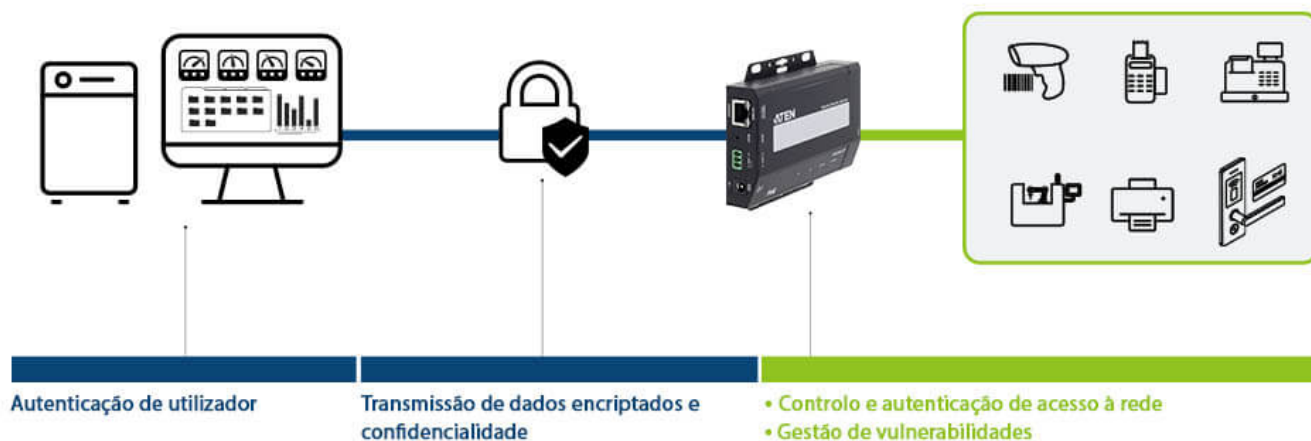 ATEN
Autenticação de utilizador
Transmissão de dados encriptados e
confidencialidade
• Controlo e autenticação de acesso à rede
• Gestão de vulnerabilidades